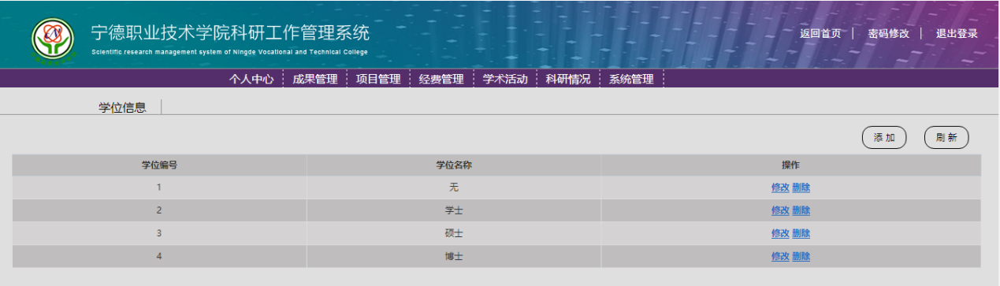 宁德职业技术学院科研工作管理系统
Scientific research management system of Ningde Vocational and Technical College
返回首页 密码修改 退出登录
个人中心 成果管理 项目管理 经费管理 学术活动 科研情况 系统管理
学位信息
添加 刷新
学位编号 学位名称 操作
1 无 修改 删除
2 学士 修改 删除
3 硕士 修改 删除
4 博士 修改 删除